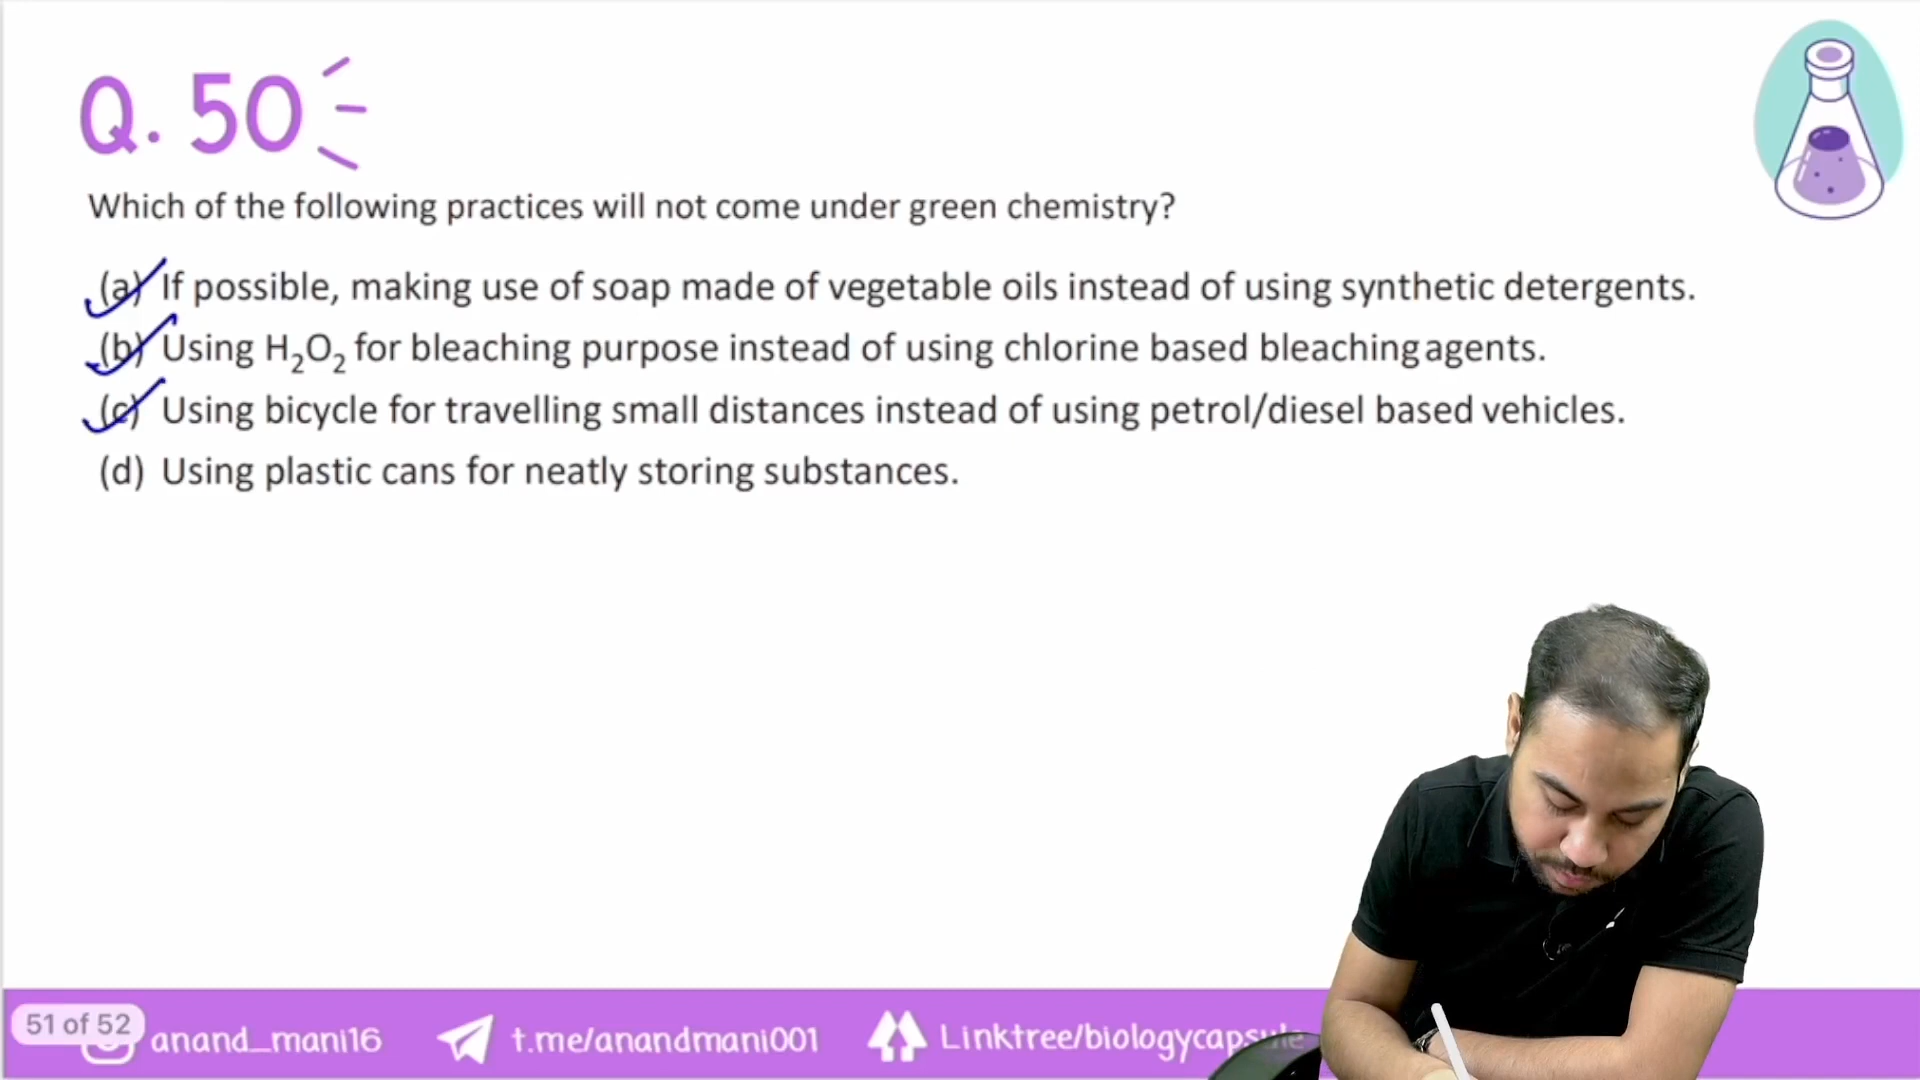 Q. 50
Which of the following practices will not come under green chemistry?
(a) If possible, making use of soap made of vegetable oils instead of using synthetic detergents.
(b) Using H₂O₂ for bleaching purpose instead of using chlorine based bleaching agents.
(c) Using bicycle for travelling small distances instead of using petrol/diesel based vehicles.
(d) Using plastic cans for neatly storing substances.
51 of 52
anand_mani16
t.me/anandmani001
Linktree/biologycapsule